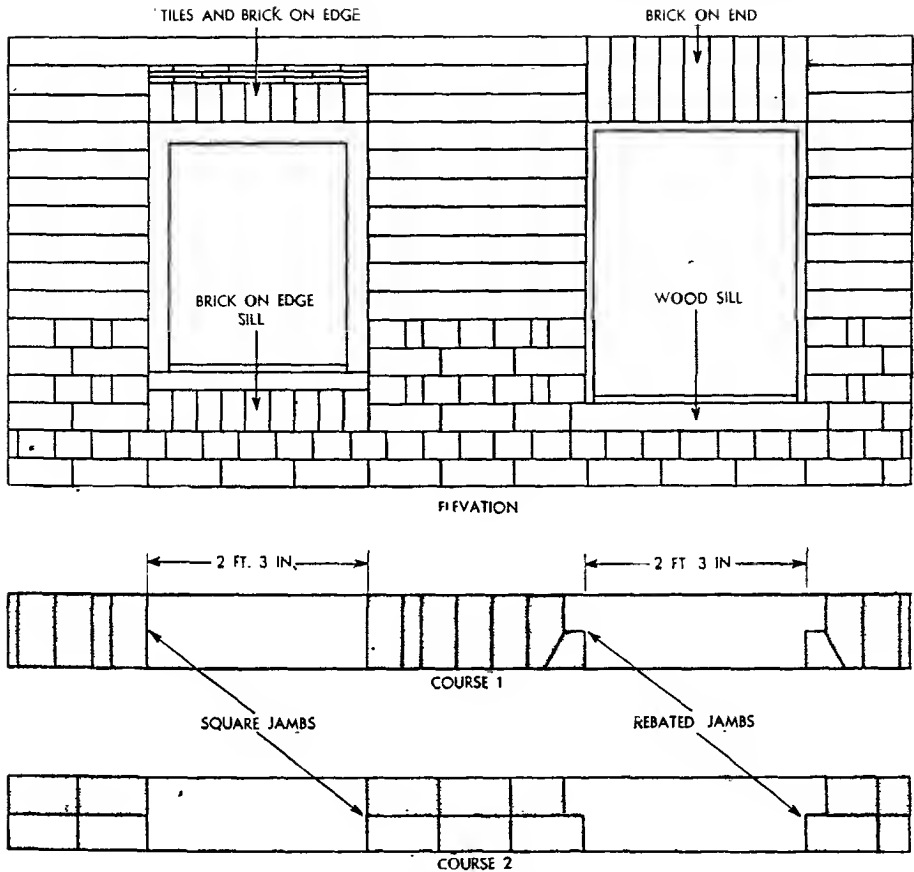 TILES AND BRICK ON EDGE
BRICK ON END
BRICK ON EDGE
SILL
WOOD SILL
ELEVATION
2 FT. 3 IN.
2 FT 3 IN
COURSE 1
SQUARE JAMBS
REBATED JAMBS
COURSE 2